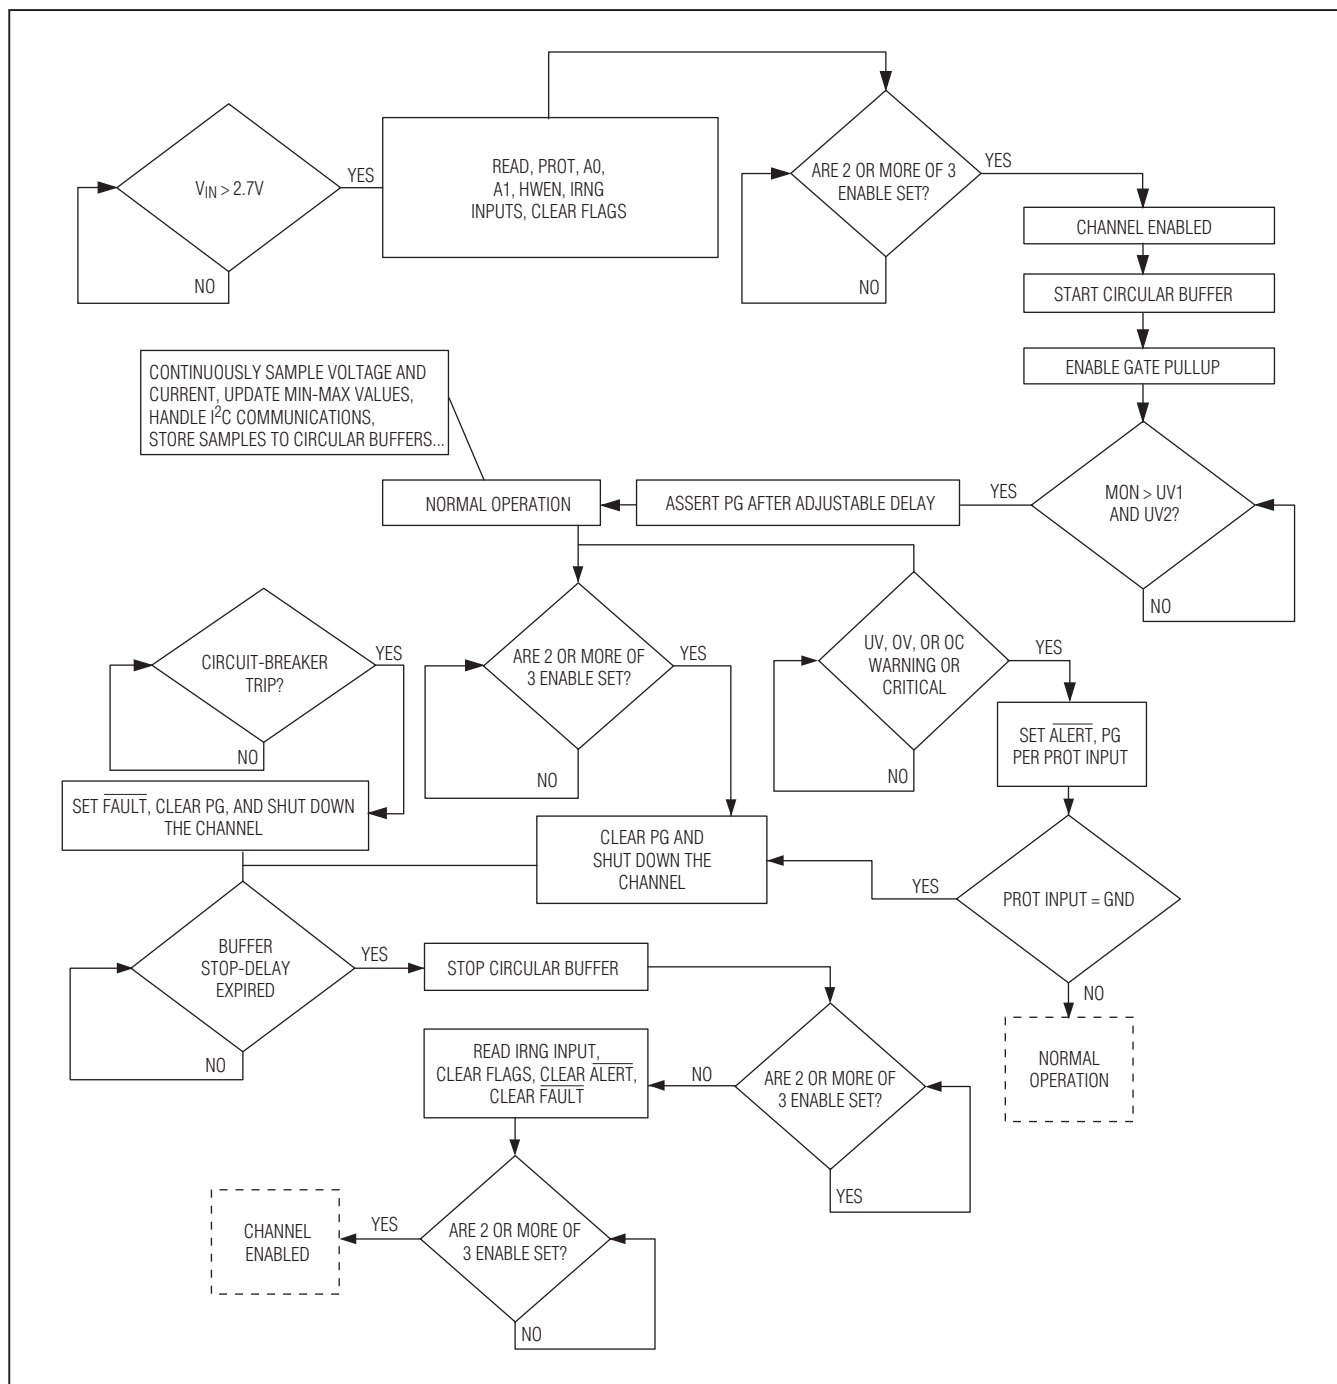 VIN > 2.7V
YES
NO
READ, PROT, A0,
A1, HWEN, IRNG
INPUTS, CLEAR FLAGS
ARE 2 OR MORE OF 3
ENABLE SET?
YES
NO
CHANNEL ENABLED
START CIRCULAR BUFFER
ENABLE GATE PULLUP
MON > UV1
AND UV2?
YES
NO
ASSERT PG AFTER ADJUSTABLE DELAY
NORMAL OPERATION
CONTINUOUSLY SAMPLE VOLTAGE AND
CURRENT, UPDATE MIN-MAX VALUES,
HANDLE I2C COMMUNICATIONS,
STORE SAMPLES TO CIRCULAR BUFFERS...
CIRCUIT-BREAKER
TRIP?
YES
NO
ARE 2 OR MORE OF
3 ENABLE SET?
YES
NO
UV, OV, OR OC
WARNING OR
CRITICAL
YES
NO
SET ALERT, PG
PER PROT INPUT
SET FAULT, CLEAR PG, AND SHUT DOWN
THE CHANNEL
CLEAR PG AND
SHUT DOWN THE
CHANNEL
YES
PROT INPUT = GND
NO
NORMAL
OPERATION
BUFFER
STOP-DELAY
EXPIRED
YES
NO
STOP CIRCULAR BUFFER
ARE 2 OR MORE OF
3 ENABLE SET?
NO
YES
READ IRNG INPUT,
CLEAR FLAGS, CLEAR ALERT,
CLEAR FAULT
ARE 2 OR MORE OF
3 ENABLE SET?
YES
NO
CHANNEL
ENABLED